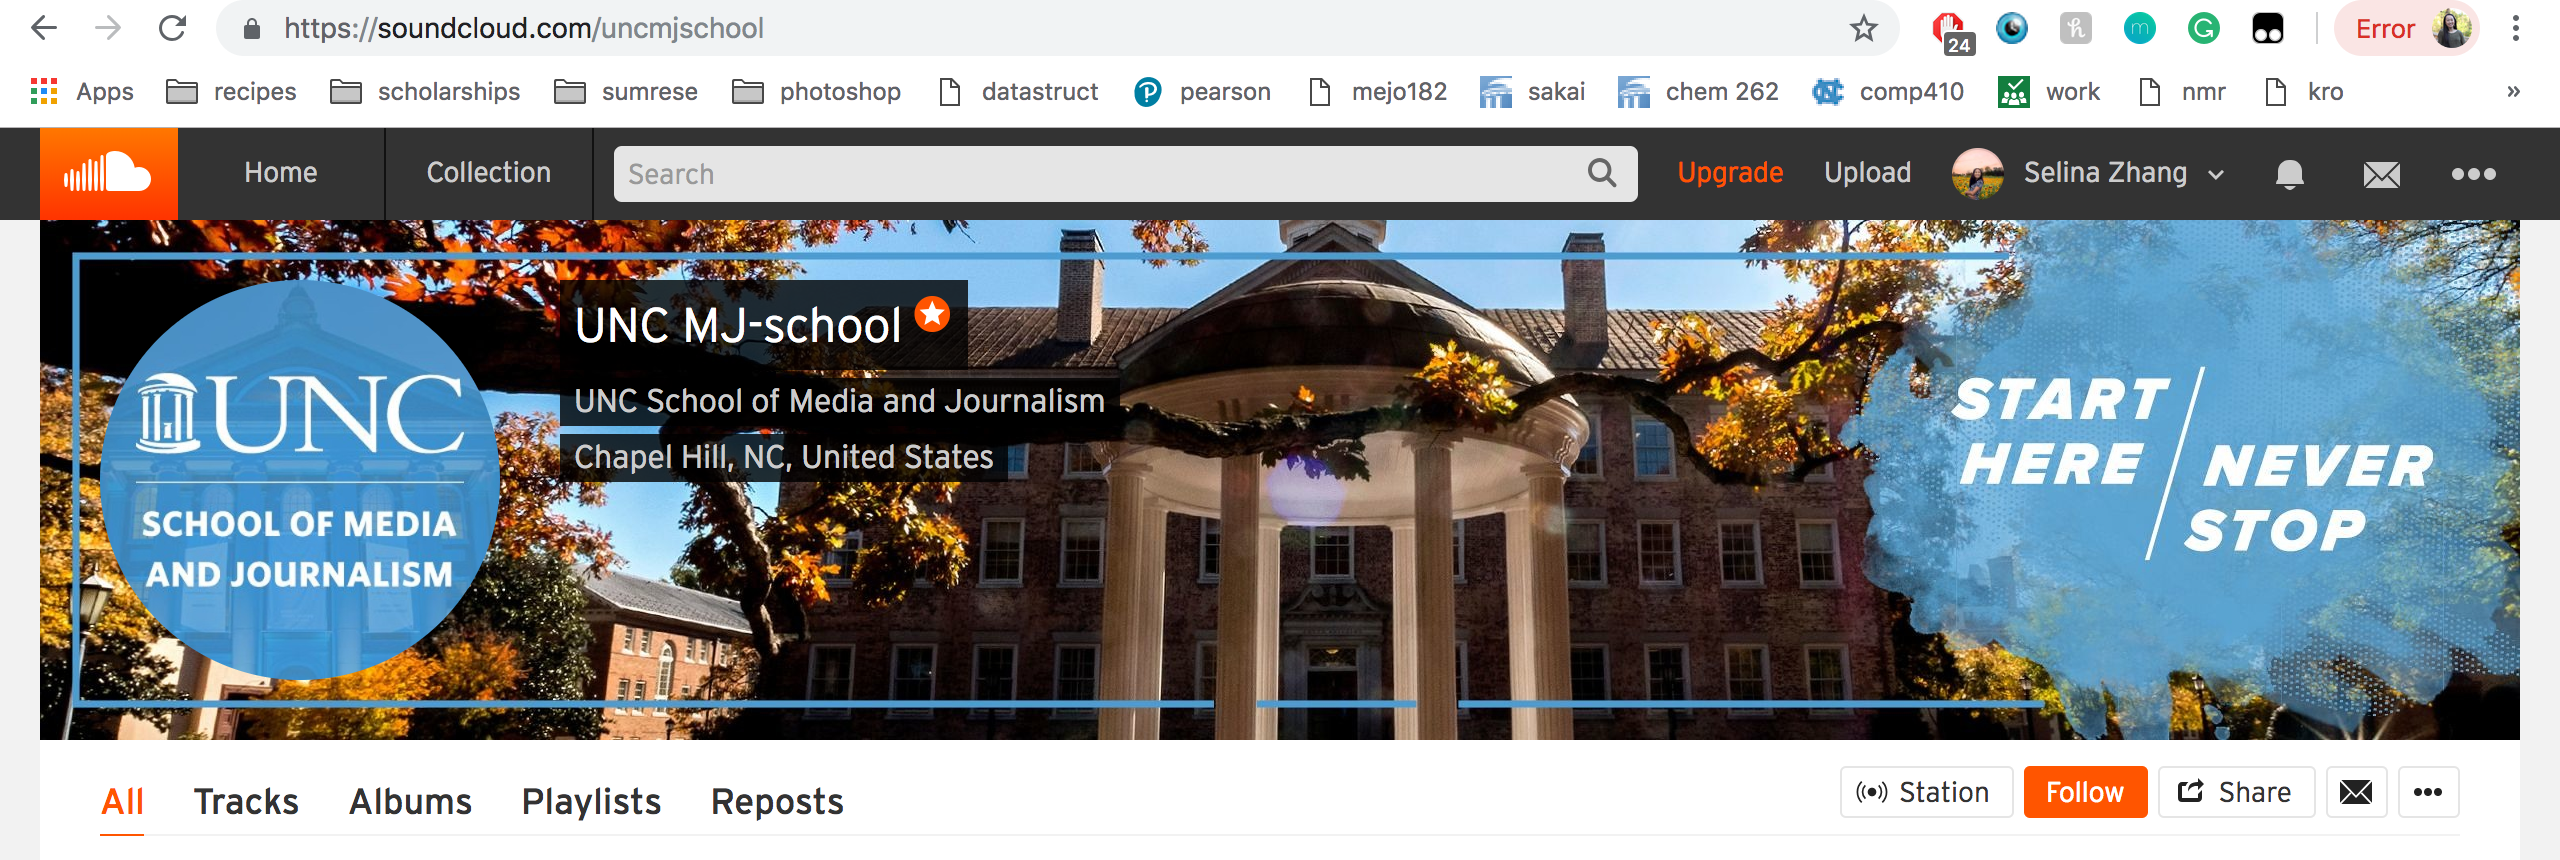 https://soundcloud.com/uncmjschool
24
Error
Apps recipes scholarships sumrese photoshop datastruct pearson mejo182 sakai chem 262 comp410 work nmr kro »
Home Collection Search Upgrade Upload Selina Zhang
UNC MJ-school
UNC School of Media and Journalism
Chapel Hill, NC, United States
UNC
SCHOOL OF MEDIA
AND JOURNALISM
START
HERE / NEVER
STOP
All Tracks Albums Playlists Reposts Station Follow Share